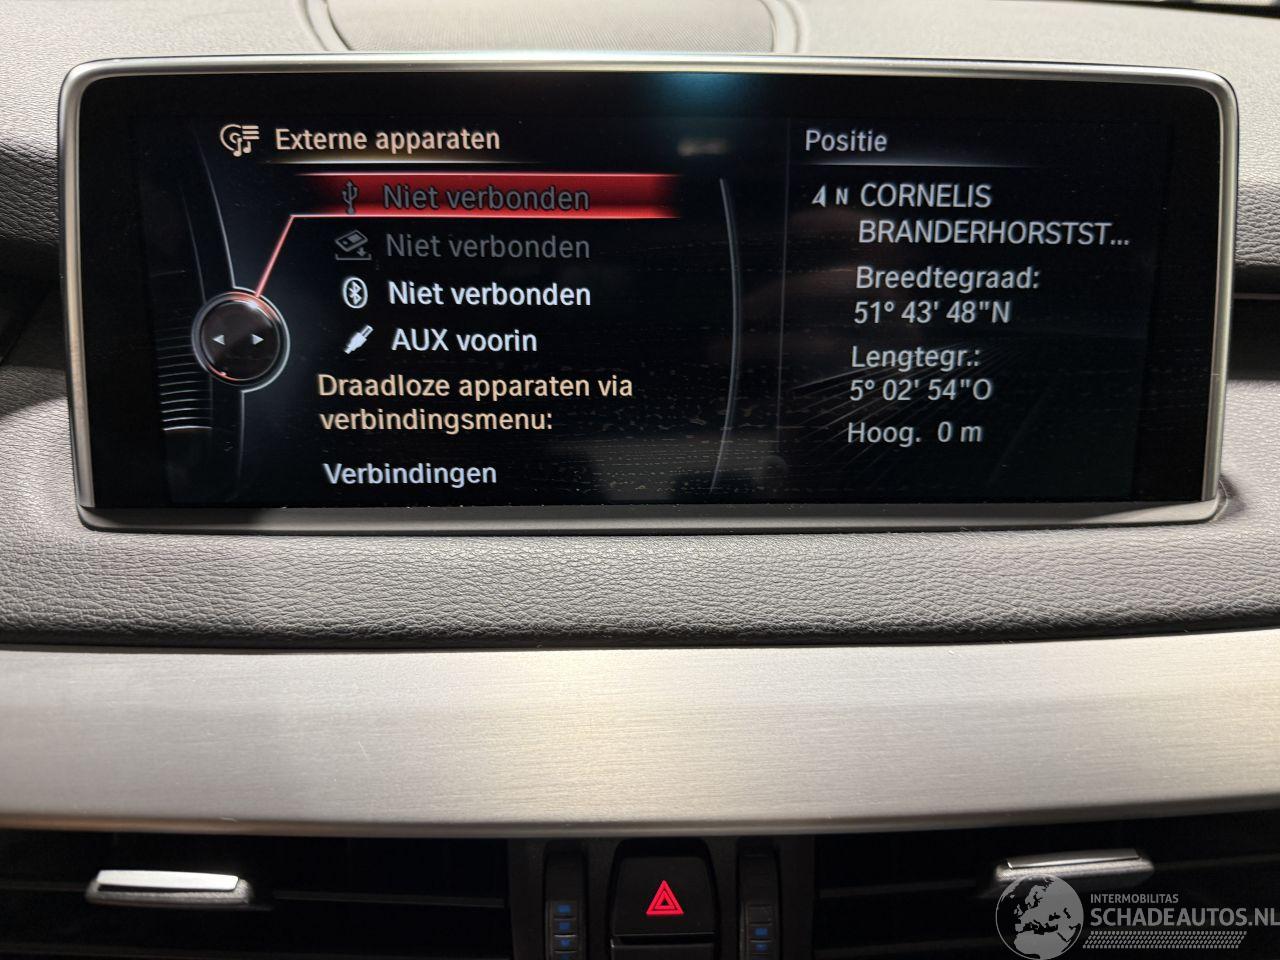 Externe apparaten
Niet verbonden
Niet verbonden
Niet verbonden
AUX voorin
Draadloze apparaten via
verbindingsmenu:
Verbindingen
Positie
N CORNELIS
BRANDERHORSTST...
Breedtegraad:
51° 43' 48"N
Lengtegr.:
5° 02' 54"O
Hoog. 0 m
INTERMOBILITAS
SCHADEAUTOS.NL